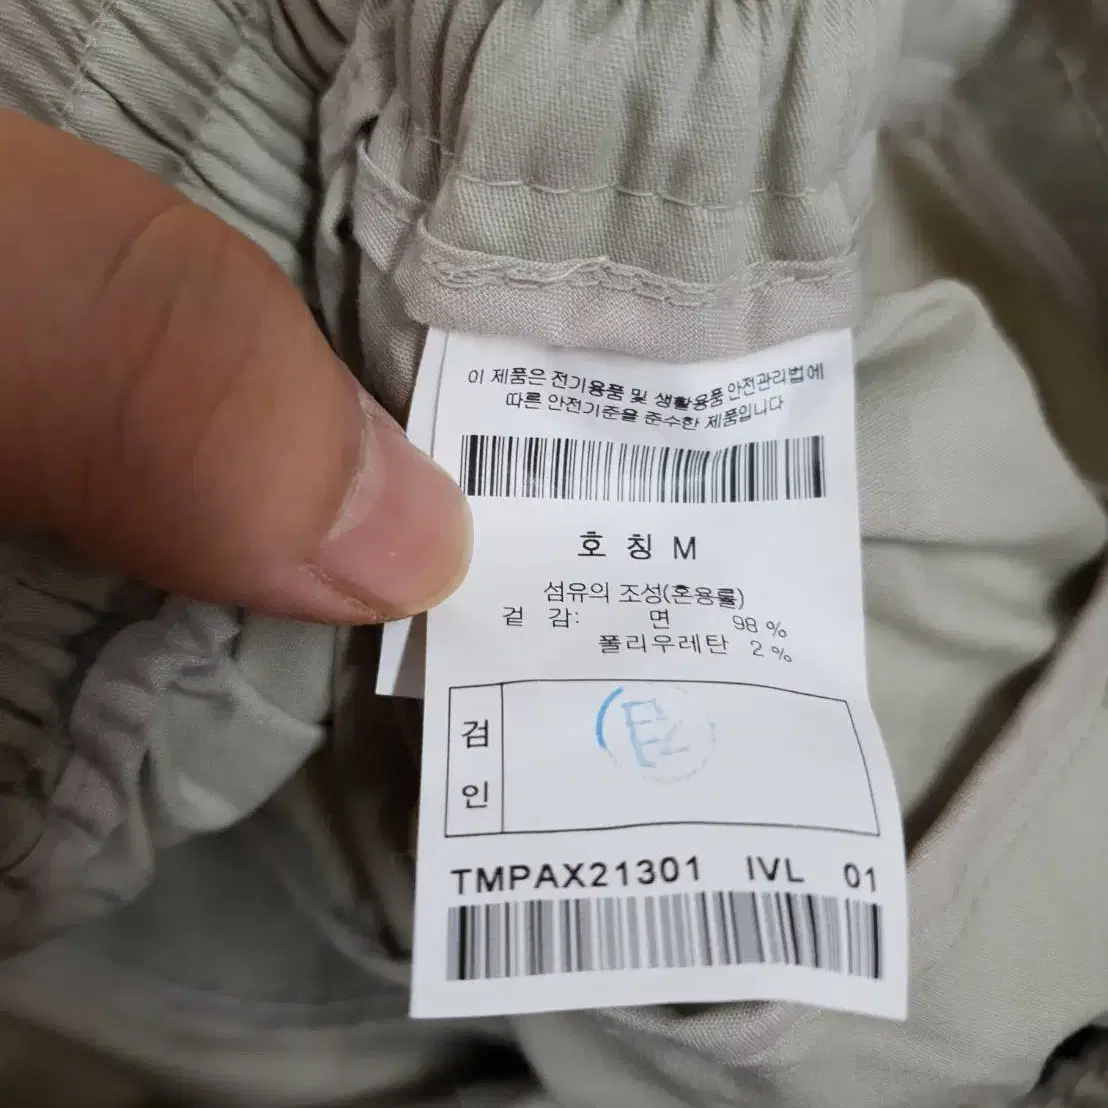 이 제품은 전기용품 및 생활용품 안전관리법에
따른 안전기준을 준수한 제품입니다
호 칭 M
섬유의 조성(혼용률)
겉 감: 면 98 %
폴리우레탄 2 %
검
인
TMPAX21301 IVL 01